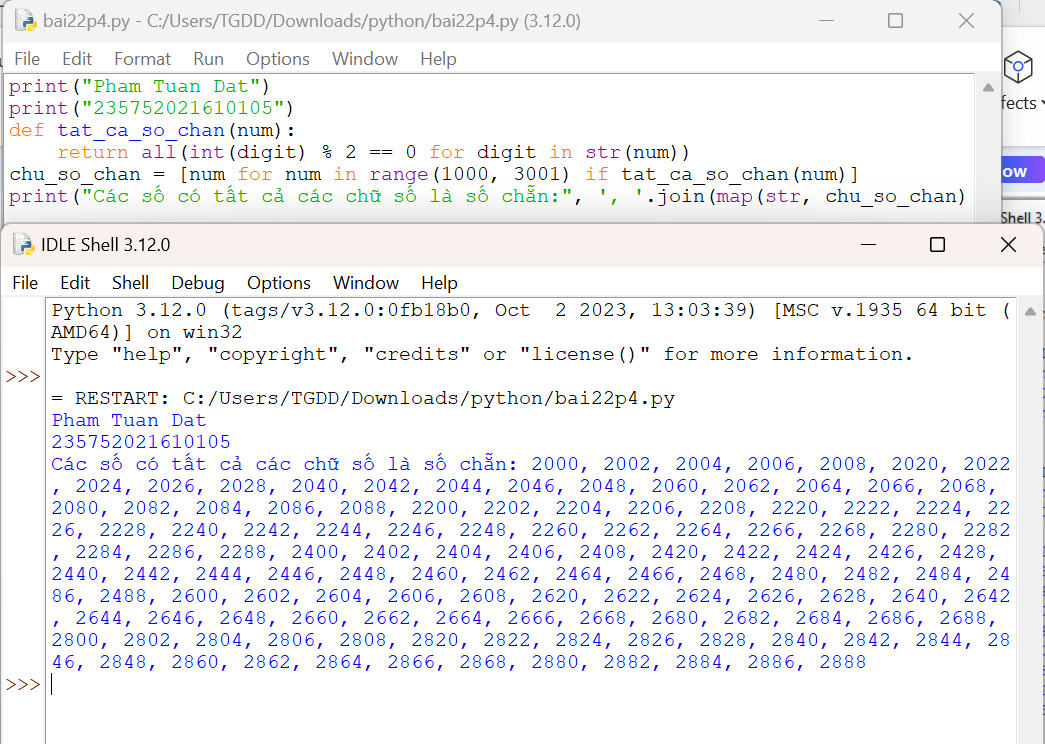 bai22p4.py - C:/Users/TGDD/Downloads/python/bai22p4.py (3.12.0)
File Edit Format Run Options Window Help
print("Pham Tuan Dat")
print("235752021610105")
def tat_ca_so_chan(num):
    return all(int(digit) % 2 == 0 for digit in str(num))
chu_so_chan = [num for num in range(1000, 3001) if tat_ca_so_chan(num)]
print("Các số có tất cả các chữ số là số chẵn:", ', '.join(map(str, chu_so_chan)
fects
ow
Shell 3.
IDLE Shell 3.12.0
File Edit Shell Debug Options Window Help
Python 3.12.0 (tags/v3.12.0:0fb18b0, Oct  2 2023, 13:03:39) [MSC v.1935 64 bit (
AMD64)] on win32
Type "help", "copyright", "credits" or "license()" for more information.
>>>
= RESTART: C:/Users/TGDD/Downloads/python/bai22p4.py
Pham Tuan Dat
235752021610105
Các số có tất cả các chữ số là số chẵn: 2000, 2002, 2004, 2006, 2008, 2020, 2022
, 2024, 2026, 2028, 2040, 2042, 2044, 2046, 2048, 2060, 2062, 2064, 2066, 2068,
2080, 2082, 2084, 2086, 2088, 2200, 2202, 2204, 2206, 2208, 2220, 2222, 2224, 22
26, 2228, 2240, 2242, 2244, 2246, 2248, 2260, 2262, 2264, 2266, 2268, 2280, 2282
, 2284, 2286, 2288, 2400, 2402, 2404, 2406, 2408, 2420, 2422, 2424, 2426, 2428,
2440, 2442, 2444, 2446, 2448, 2460, 2462, 2464, 2466, 2468, 2480, 2482, 2484, 24
86, 2488, 2600, 2602, 2604, 2606, 2608, 2620, 2622, 2624, 2626, 2628, 2640, 2642
, 2644, 2646, 2648, 2660, 2662, 2664, 2666, 2668, 2680, 2682, 2684, 2686, 2688,
2800, 2802, 2804, 2806, 2808, 2820, 2822, 2824, 2826, 2828, 2840, 2842, 2844, 28
46, 2848, 2860, 2862, 2864, 2866, 2868, 2880, 2882, 2884, 2886, 2888
>>>